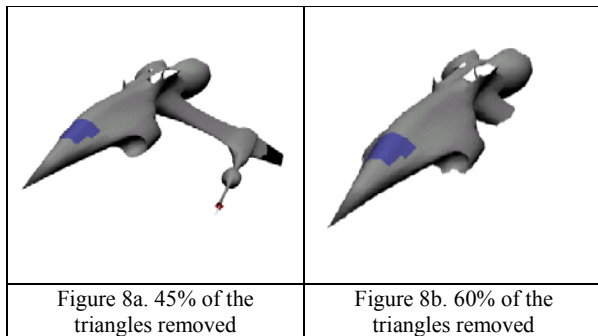 Figure 8a. 45% of the
triangles removed
Figure 8b. 60% of the
triangles removed